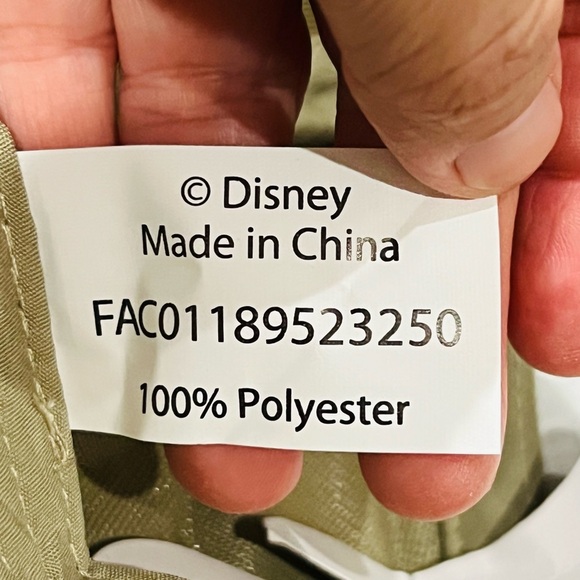 © Disney
Made in China
FAC01189523250
100% Polyester